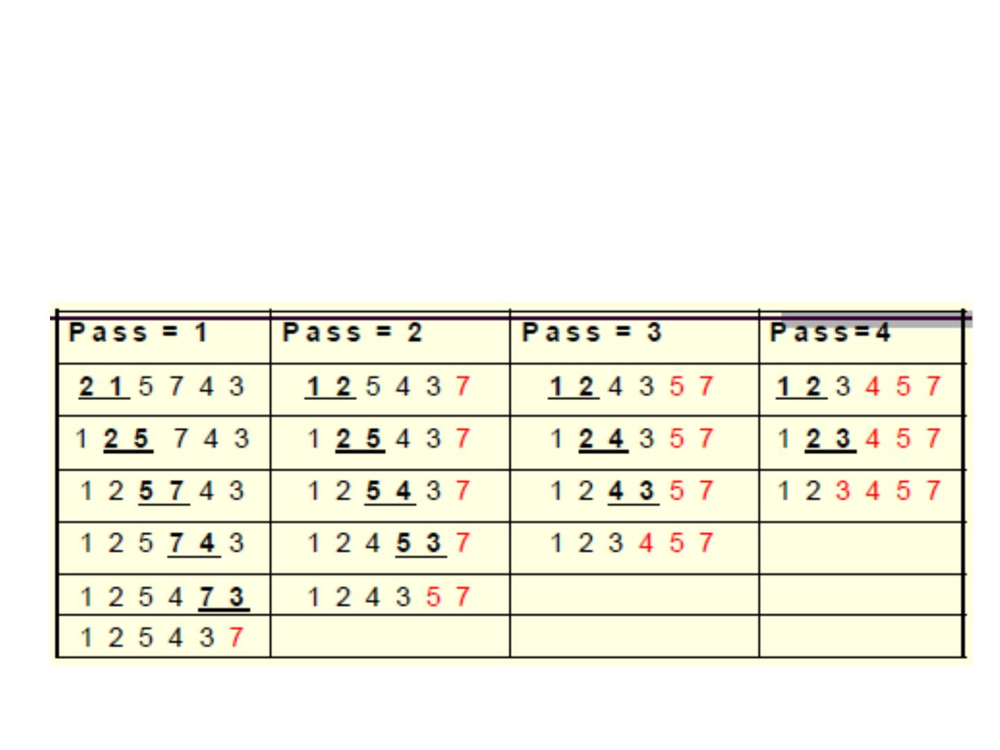 Pass = 1 Pass = 2 Pass = 3 Pass=4
2 1 5 7 4 3 1 2 5 4 3 7 1 2 4 3 5 7 1 2 3 4 5 7
1 2 5 7 4 3 1 2 5 4 3 7 1 2 4 3 5 7 1 2 3 4 5 7
1 2 5 7 4 3 1 2 5 4 3 7 1 2 4 3 5 7 1 2 3 4 5 7
1 2 5 7 4 3 1 2 4 5 3 7 1 2 3 4 5 7
1 2 5 4 7 3 1 2 4 3 5 7
1 2 5 4 3 7